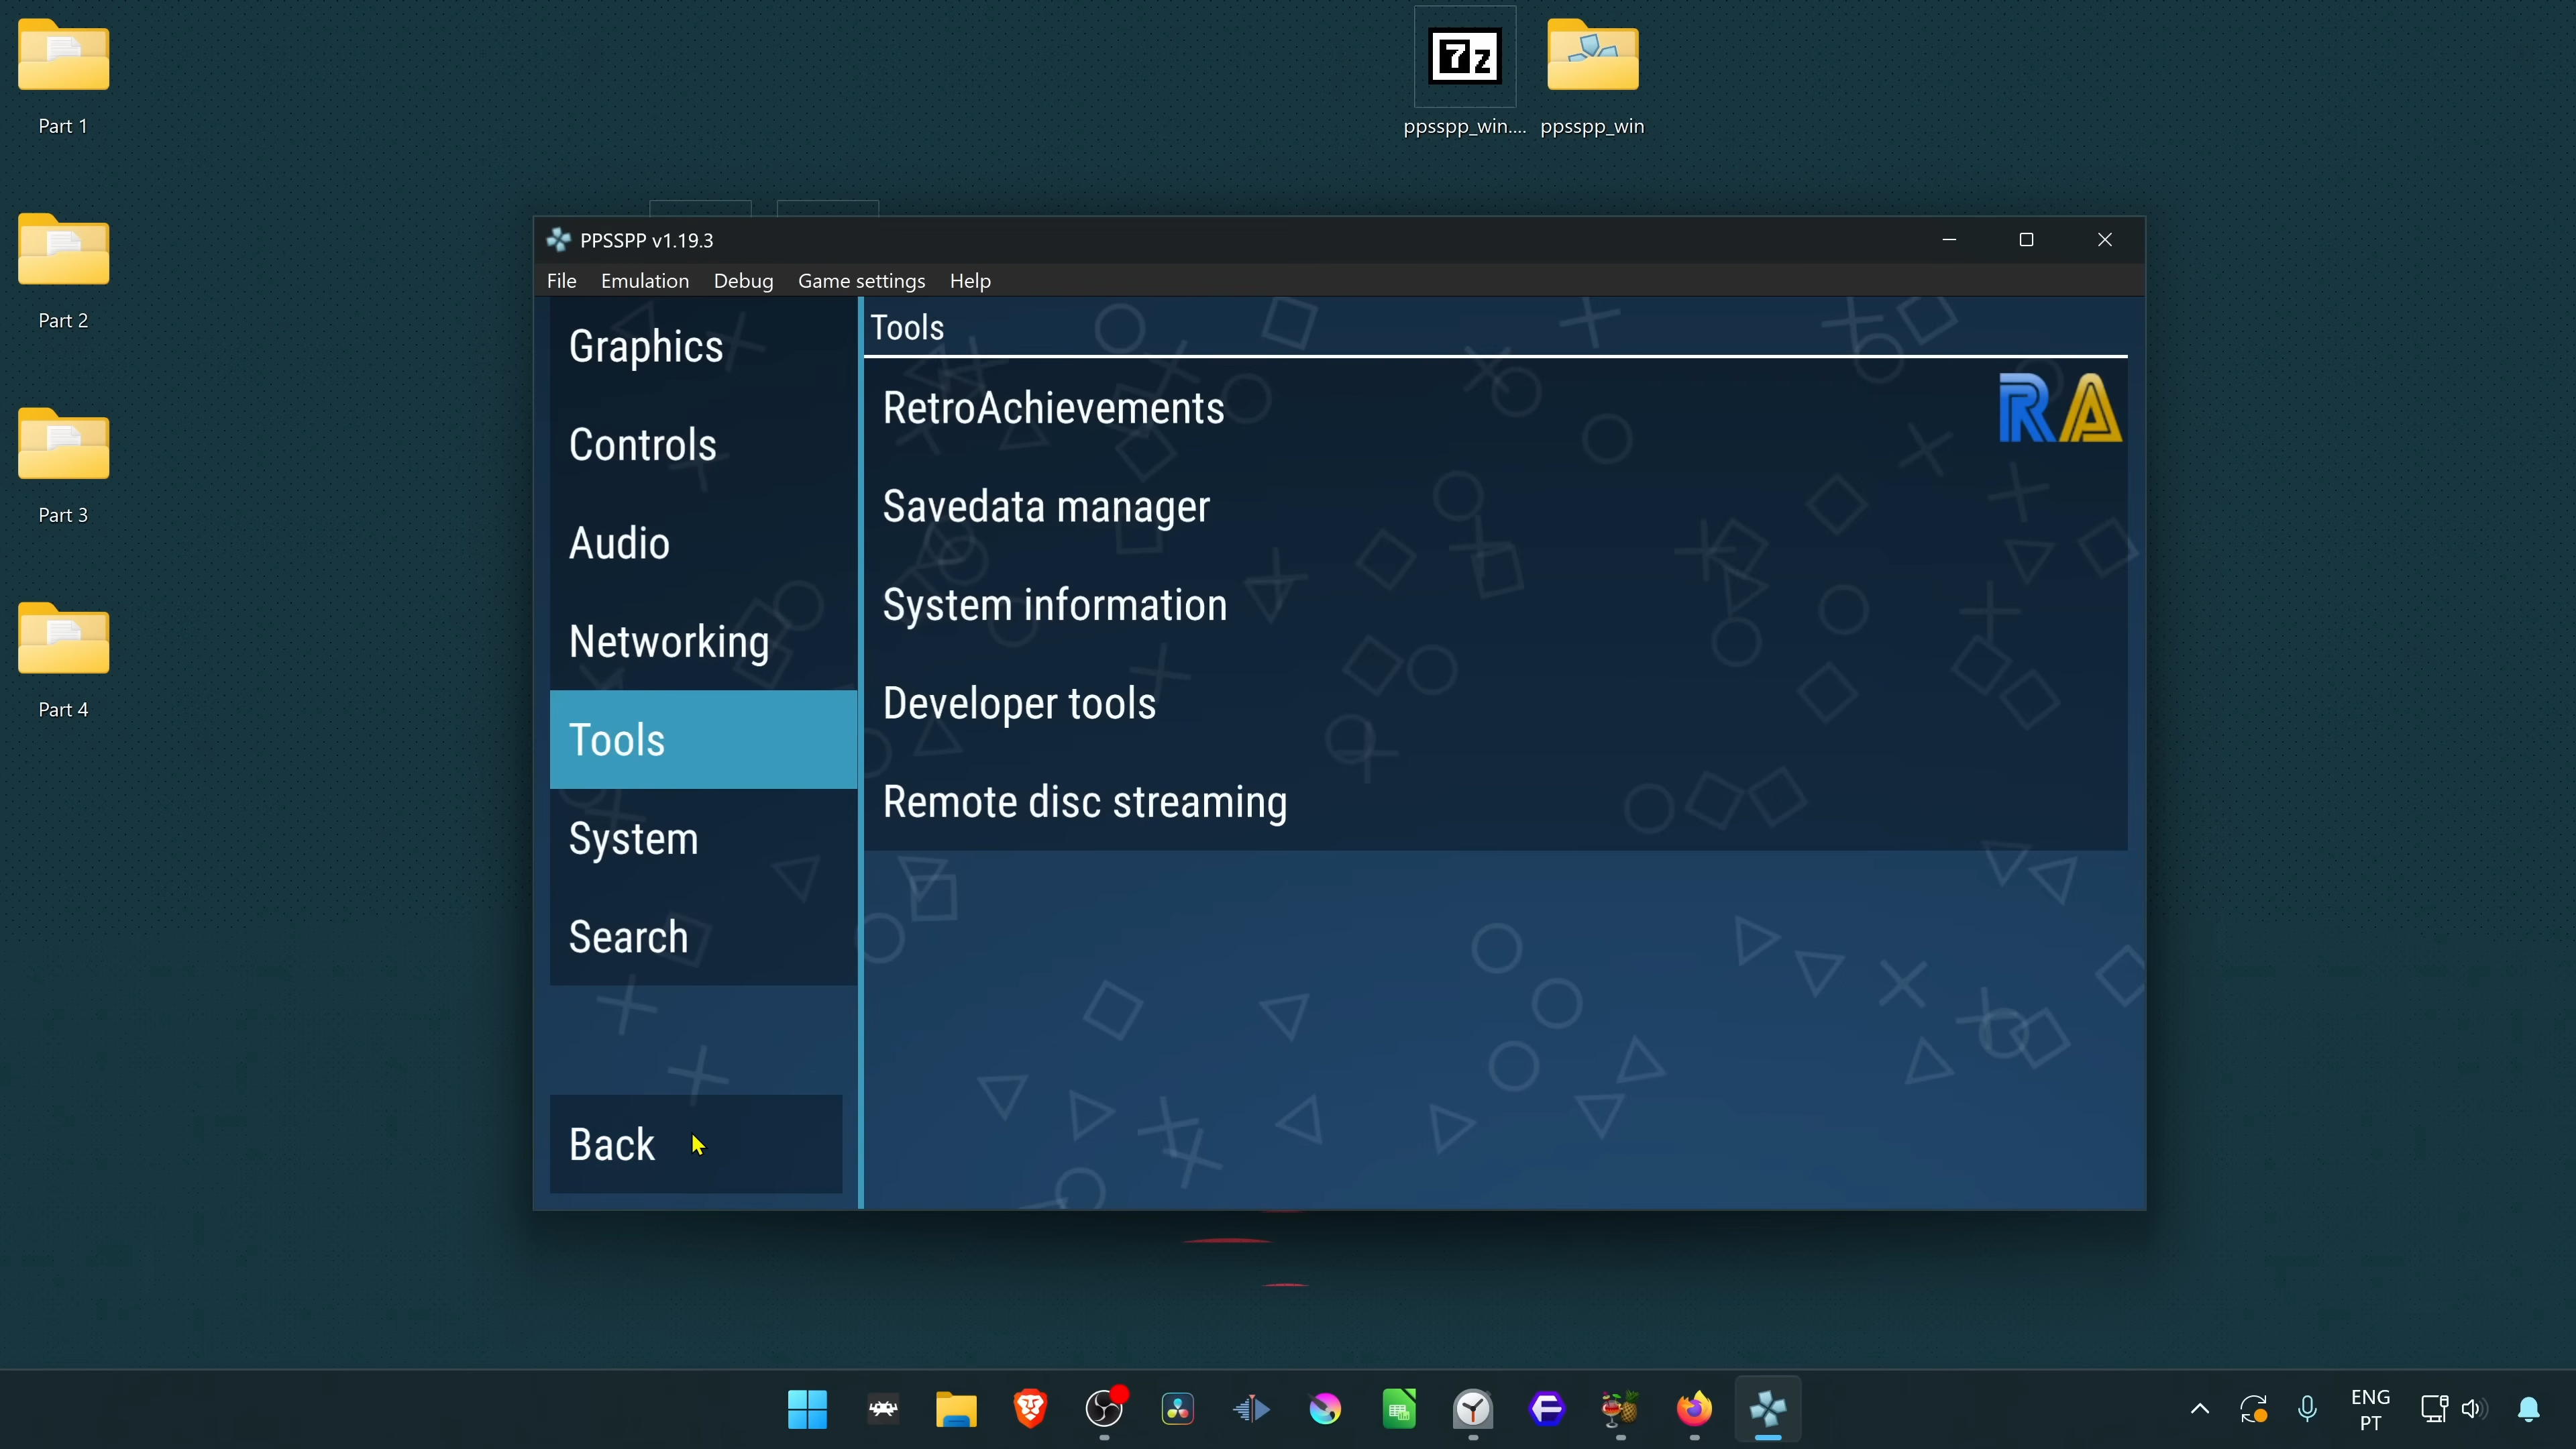 Part 1
Part 2
Part 3
Part 4
7z
ppsspp_win....
ppsspp_win
PPSSPP v1.19.3
File Emulation Debug Game settings Help
Graphics
Controls
Audio
Networking
Tools
System
Search
Back
Tools
RetroAchievements
RA
Savedata manager
System information
Developer tools
Remote disc streaming
ENG
PT